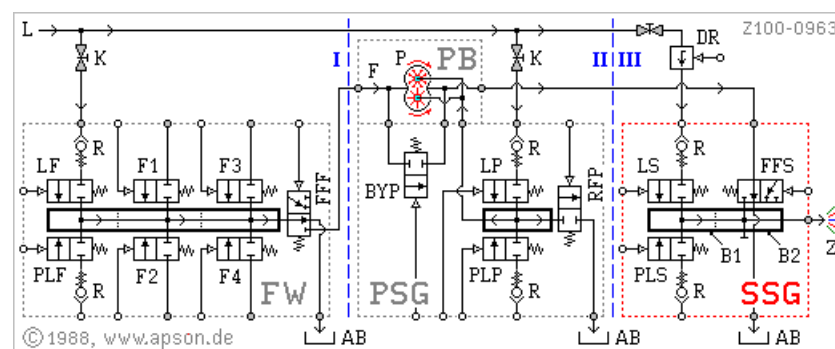 L
Z100-0963
K
I
F
P
PB
K
II
III
DR
R
R
R
LF
F1
F3
FFF
BYP
LP
RFP
LS
FFS
PLF
F2
F4
PLP
PLS
B1
B2
Z
R
FW
PSG
R
R
SSG
© 1988, www.apson.de
AB
AB
AB